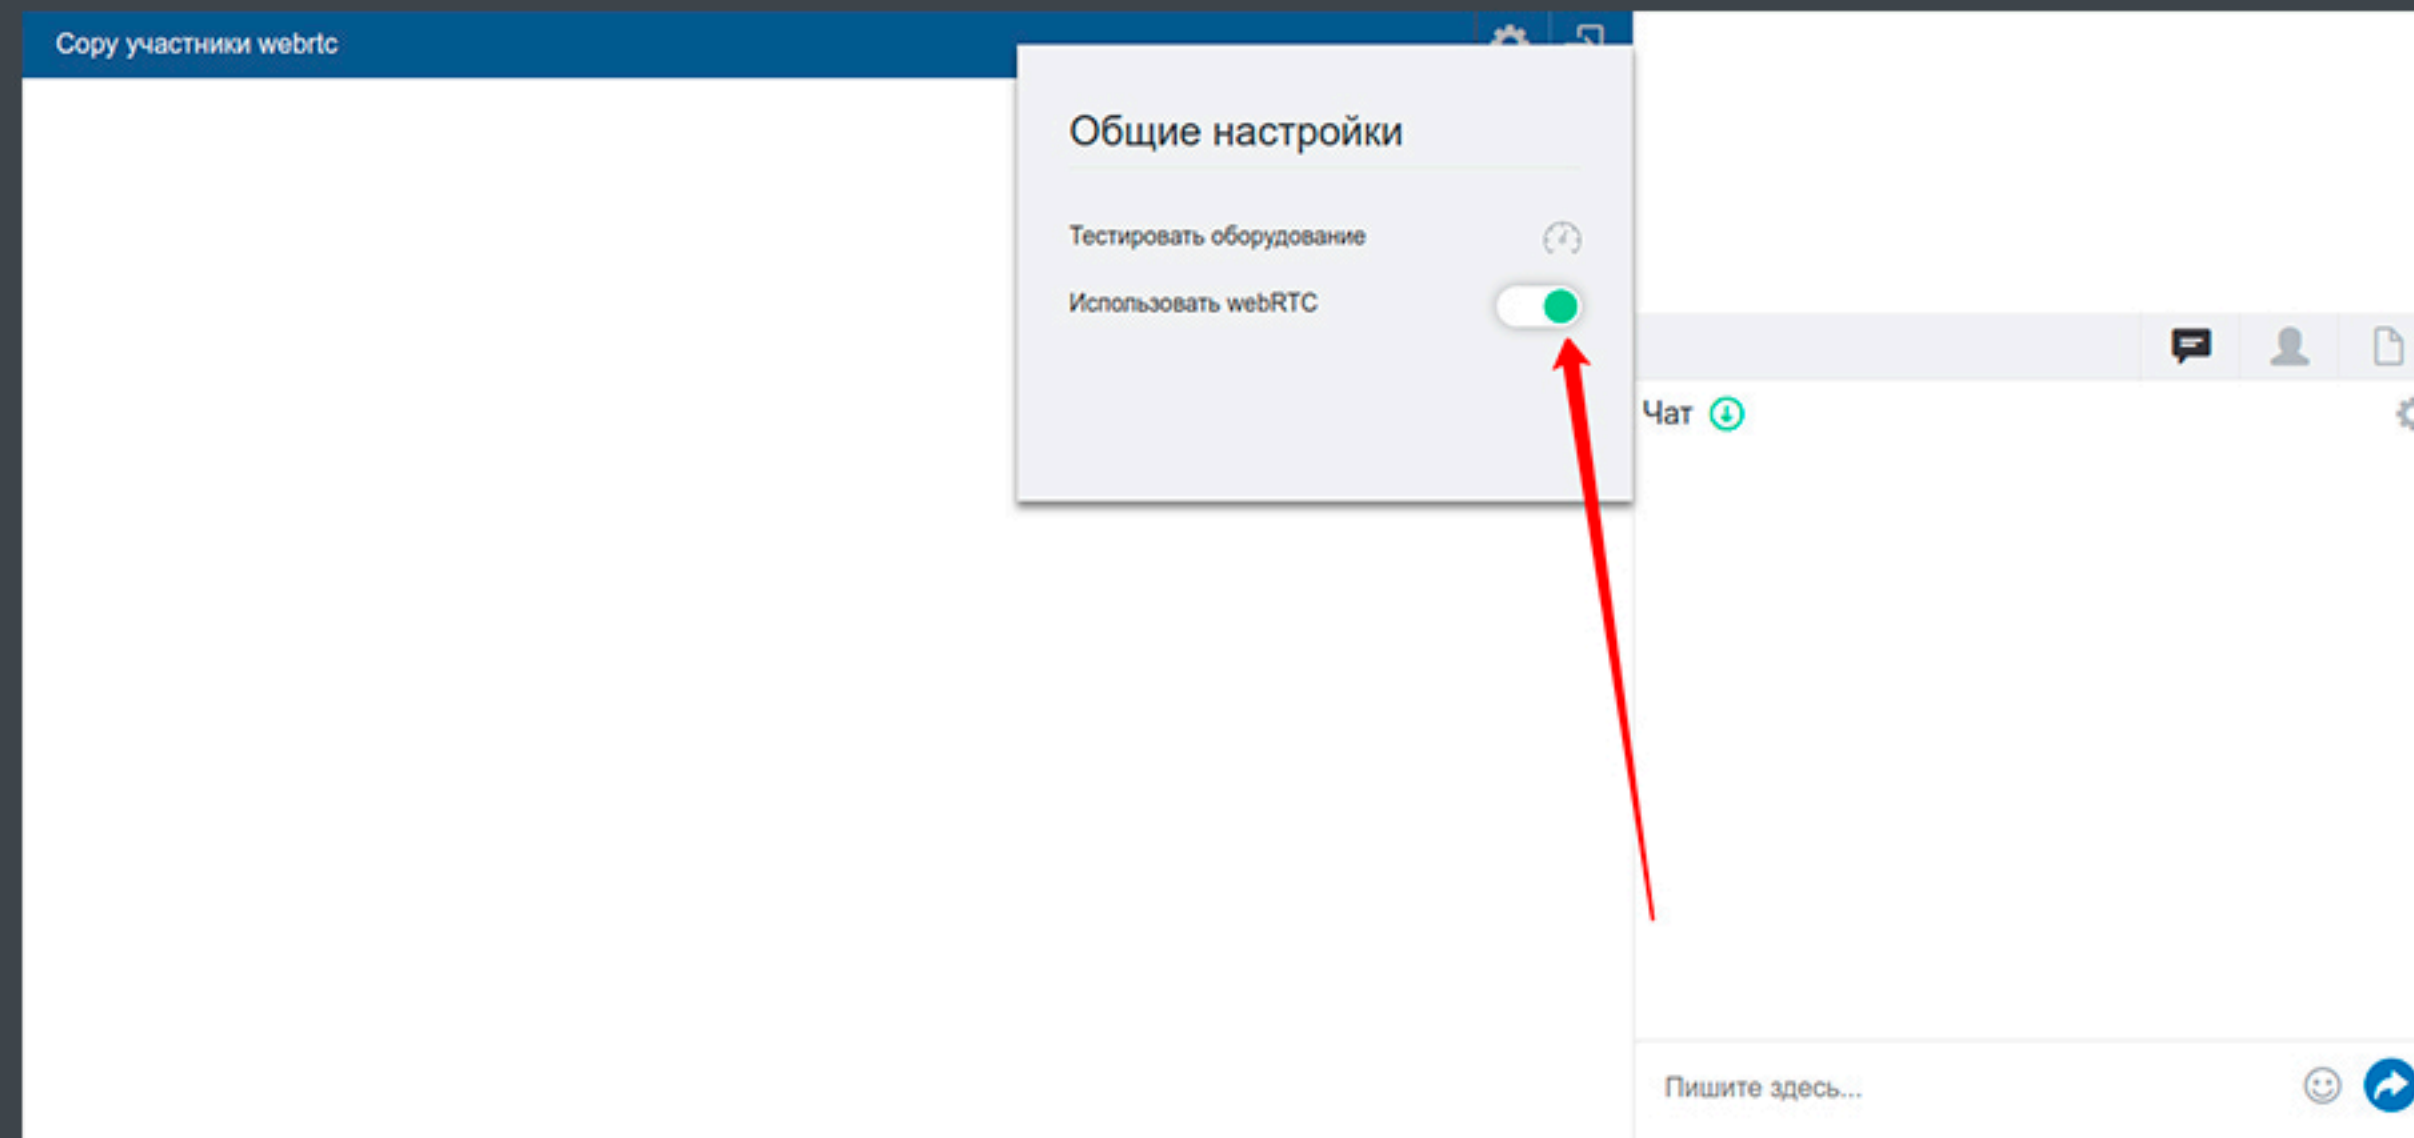 Copy участники webrtc
Общие настройки
Тестировать оборудование
Использовать webRTC
Чат
Пишите здесь...